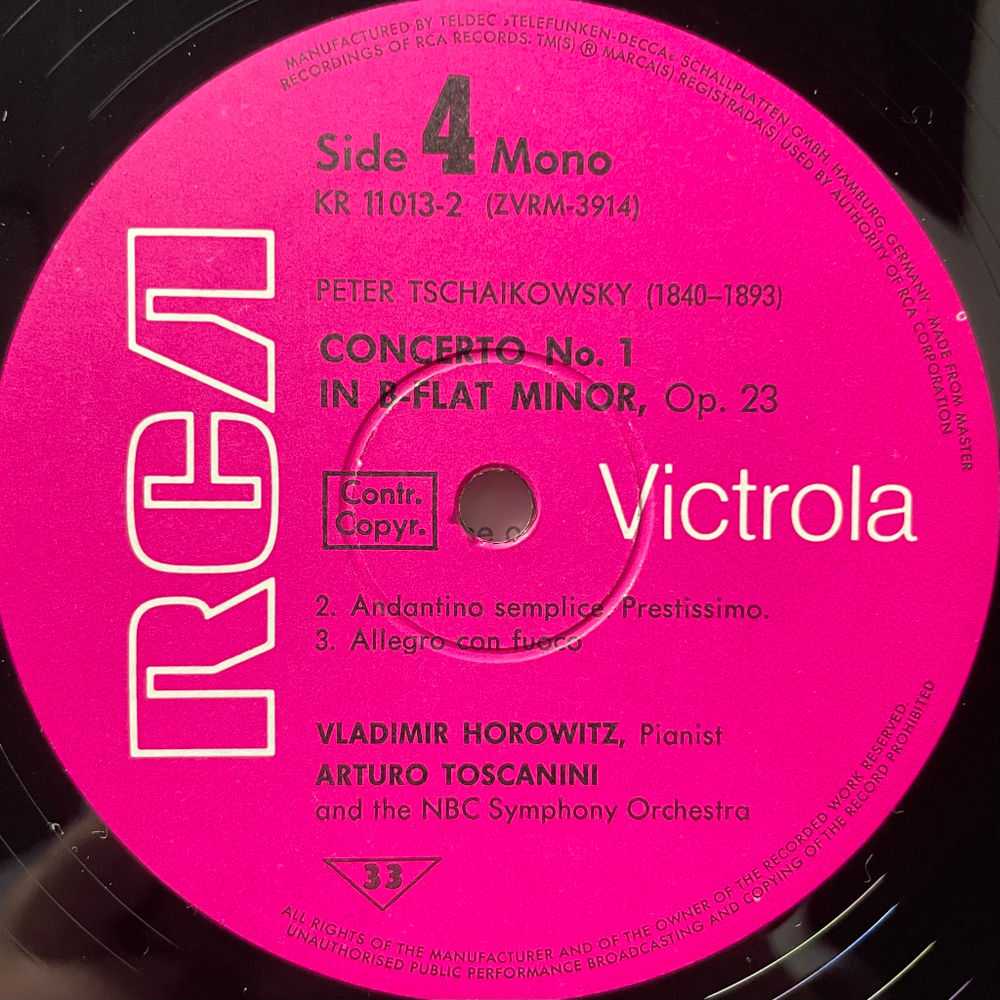 MANUFACTURED BY TELDEC »TELEFUNKEN-DECCA« SCHALLPLATTEN GMBH, HAMBURG, GERMANY · MADE FROM MASTER
RECORDINGS OF RCA RECORDS. TM(S) ® MARCA(S) REGISTRADA(S) USED BY AUTHORITY OF RCA CORPORATION
Side 4 Mono
KR 11013-2 (ZVRM-3914)
PETER TSCHAIKOWSKY (1840–1893)
CONCERTO No. 1
IN B-FLAT MINOR, Op. 23
RCA
Contr.
Copyr.
Victrola
2. Andantino semplice. Prestissimo.
3. Allegro con fuoco
VLADIMIR HOROWITZ, Pianist
ARTURO TOSCANINI
and the NBC Symphony Orchestra
33
ALL RIGHTS OF THE MANUFACTURER AND OF THE OWNER OF THE RECORDED WORK RESERVED.
UNAUTHORISED PUBLIC PERFORMANCE BROADCASTING AND COPYING OF THE RECORD PROHIBITED